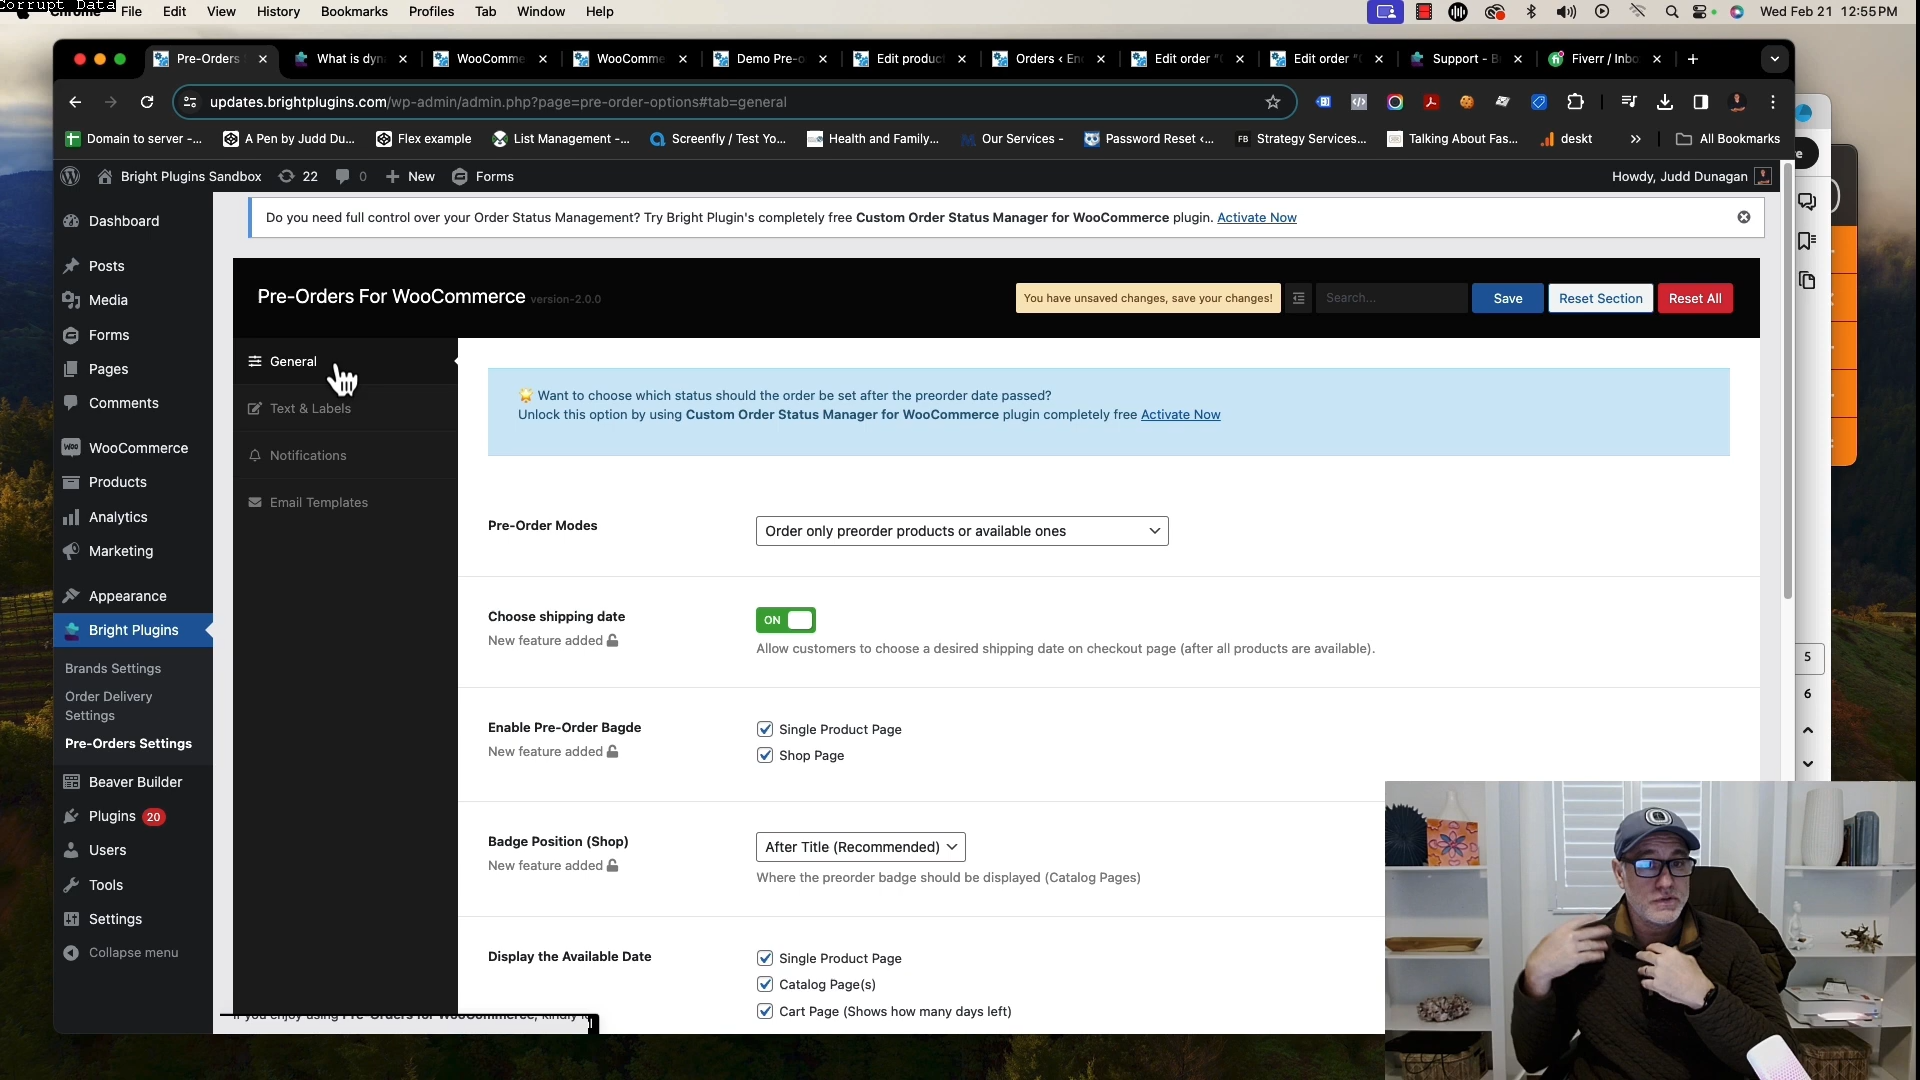 Corrupt Data
Chrome File Edit View History Bookmarks Profiles Tab Window Help
Wed Feb 21 12:55PM
Pre-Orders
What is dyn
WooComme
WooComme
Demo Pre-o
Edit product
Orders ‹ En
Edit order "
Edit order "
Support - B
Fiverr / Inbo
updates.brightplugins.com/wp-admin/admin.php?page=pre-order-options#tab=general
Domain to server -...
A Pen by Judd Du...
Flex example
List Management -...
Screenfly / Test Yo...
Health and Family...
Our Services -
Password Reset ‹...
FB Strategy Services...
Talking About Fas...
deskt
»
All Bookmarks
Bright Plugins Sandbox
22
0
New
Forms
Howdy, Judd Dunagan
Dashboard
Posts
Media
Forms
Pages
Comments
WooCommerce
Products
Analytics
Marketing
Appearance
Bright Plugins
Brands Settings
Order Delivery
Settings
Pre-Orders Settings
Beaver Builder
Plugins 20
Users
Tools
Settings
Collapse menu
Do you need full control over your Order Status Management? Try Bright Plugin's completely free Custom Order Status Manager for WooCommerce plugin. Activate Now
Pre-Orders For WooCommerce version-2.0.0
You have unsaved changes, save your changes!
Search...
Save
Reset Section
Reset All
General
Text & Labels
Notifications
Email Templates
Want to choose which status should the order be set after the preorder date passed?
Unlock this option by using Custom Order Status Manager for WooCommerce plugin completely free Activate Now
Pre-Order Modes
Order only preorder products or available ones
Choose shipping date
New feature added
ON
Allow customers to choose a desired shipping date on checkout page (after all products are available).
Enable Pre-Order Bagde
New feature added
Single Product Page
Shop Page
Badge Position (Shop)
New feature added
After Title (Recommended)
Where the preorder badge should be displayed (Catalog Pages)
Display the Available Date
Single Product Page
Catalog Page(s)
Cart Page (Shows how many days left)
If you enjoy using Pre-Orders for WooCommerce, kindly
5
6